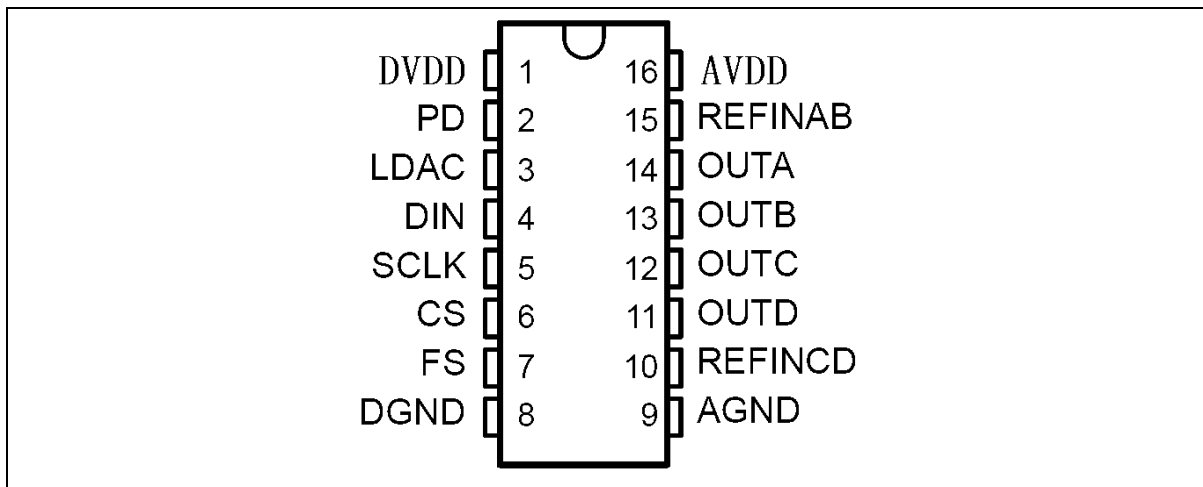 DVDD 1 16 AVDD
PD 2 15 REFINAB
LDAC 3 14 OUTA
DIN 4 13 OUTB
SCLK 5 12 OUTC
CS 6 11 OUTD
FS 7 10 REFINCD
DGND 8 9 AGND